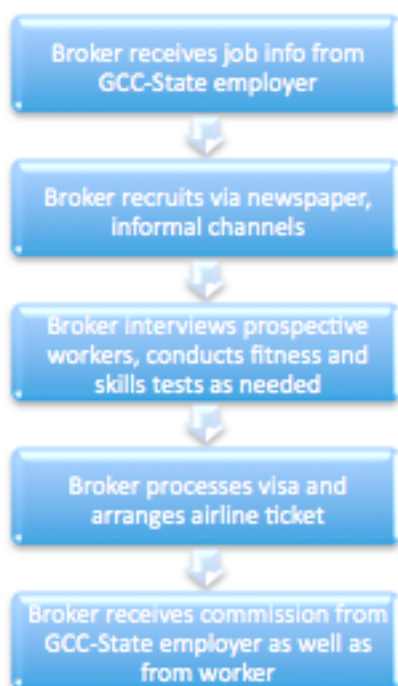 Broker receives job info from
GCC-State employer
Broker recruits via newspaper,
informal channels
Broker interviews prospective
workers, conducts fitness and
skills tests as needed
Broker processes visa and
arranges airline ticket
Broker receives commission from
GCC-State employer as well as
from worker